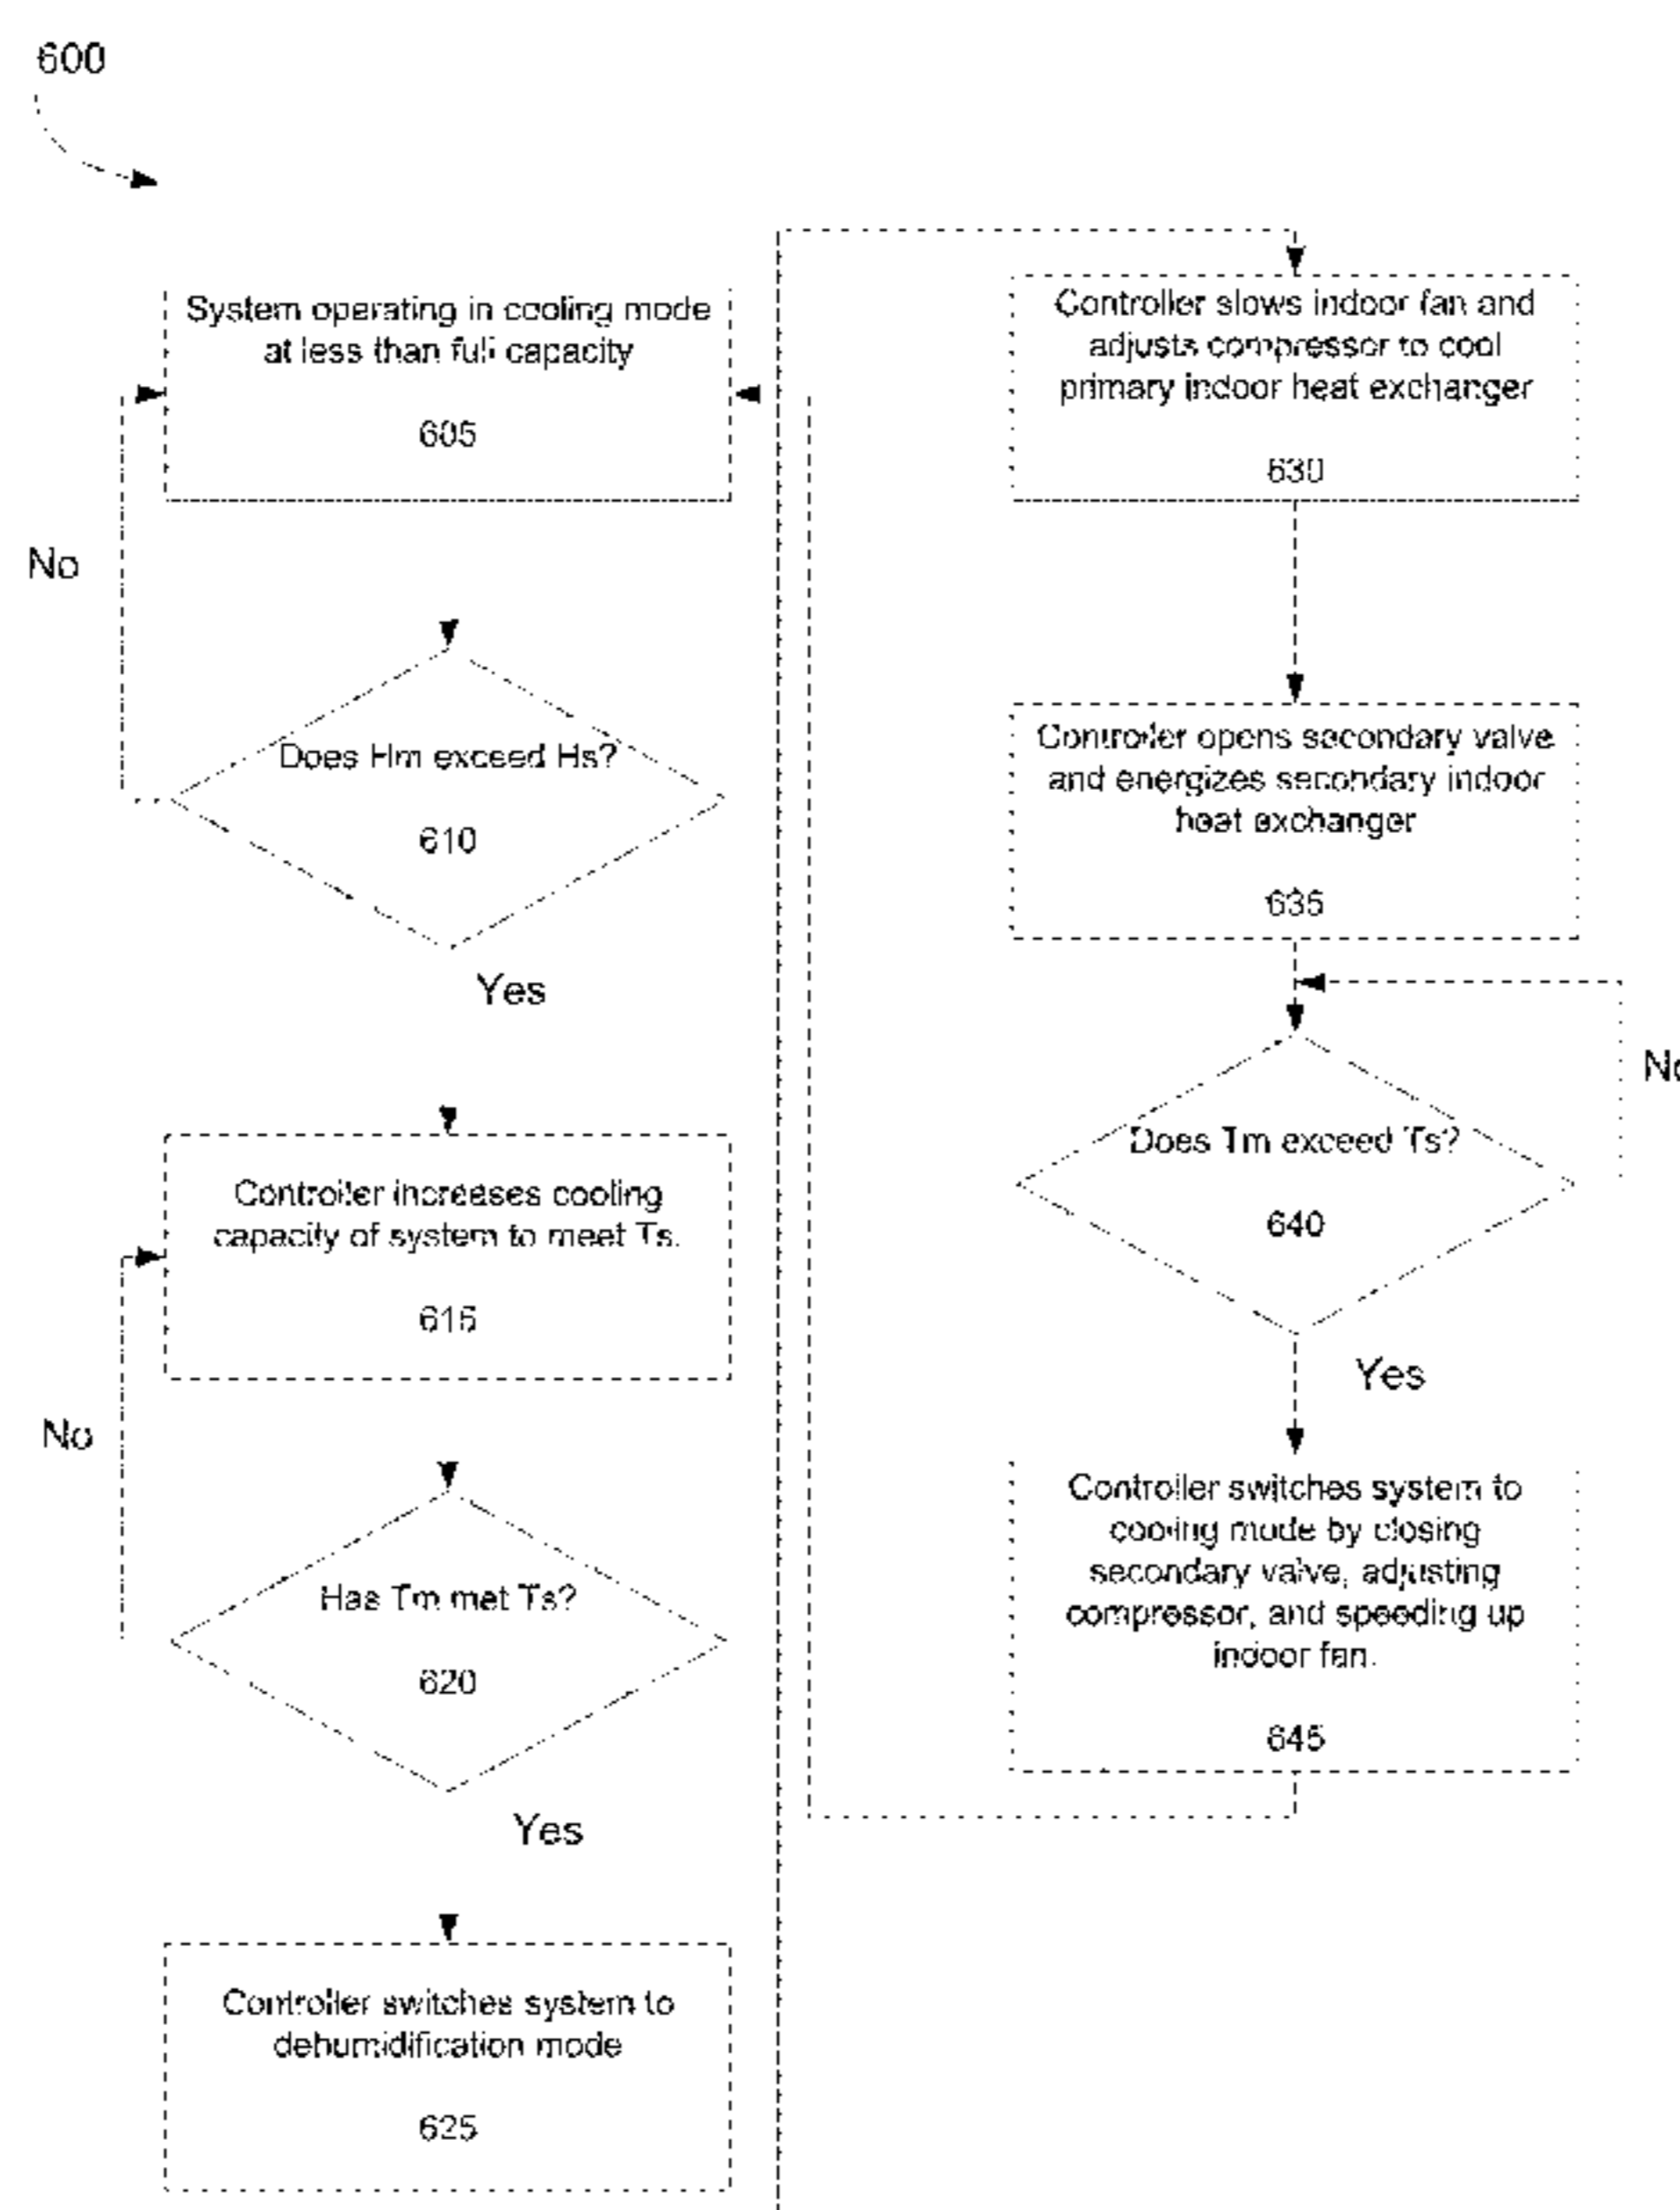 600
System operating in cooling mode
at less than full capacity
605
No
Does Hm exceed Hs?
610
Yes
Controller increases cooling
capacity of system to meet Ts.
615
No
Has Tm met Ts?
620
Yes
Controller switches system to
dehumidification mode
625
Controller slows indoor fan and
adjusts compressor to cool
primary indoor heat exchanger
630
Controller opens secondary valve
and energizes secondary indoor
heat exchanger
635
No
Does Tm exceed Ts?
640
Yes
Controller switches system to
cooling mode by closing
secondary valve, adjusting
compressor, and speeding up
indoor fan.
645